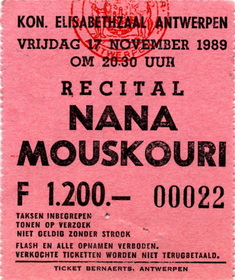 KON. ELISABETHZAAL ANTWERPEN
VRIJDAG 17 NOVEMBER 1989
ANTWERPEN
OM 20.30 UUR
RECITAL
NANA
MOUSKOURI
F 1.200.— 00022
TAKSEN INBEGREPEN
TONEN OP VERZOEK
NIET GELDIG ZONDER STROOK
FLASH EN ALLE OPNAMEN VERBODEN.
VERKOCHTE TICKETTEN WORDEN NIET TERUGBETAALD.
TICKET BERNAERTS, ANTWERPEN